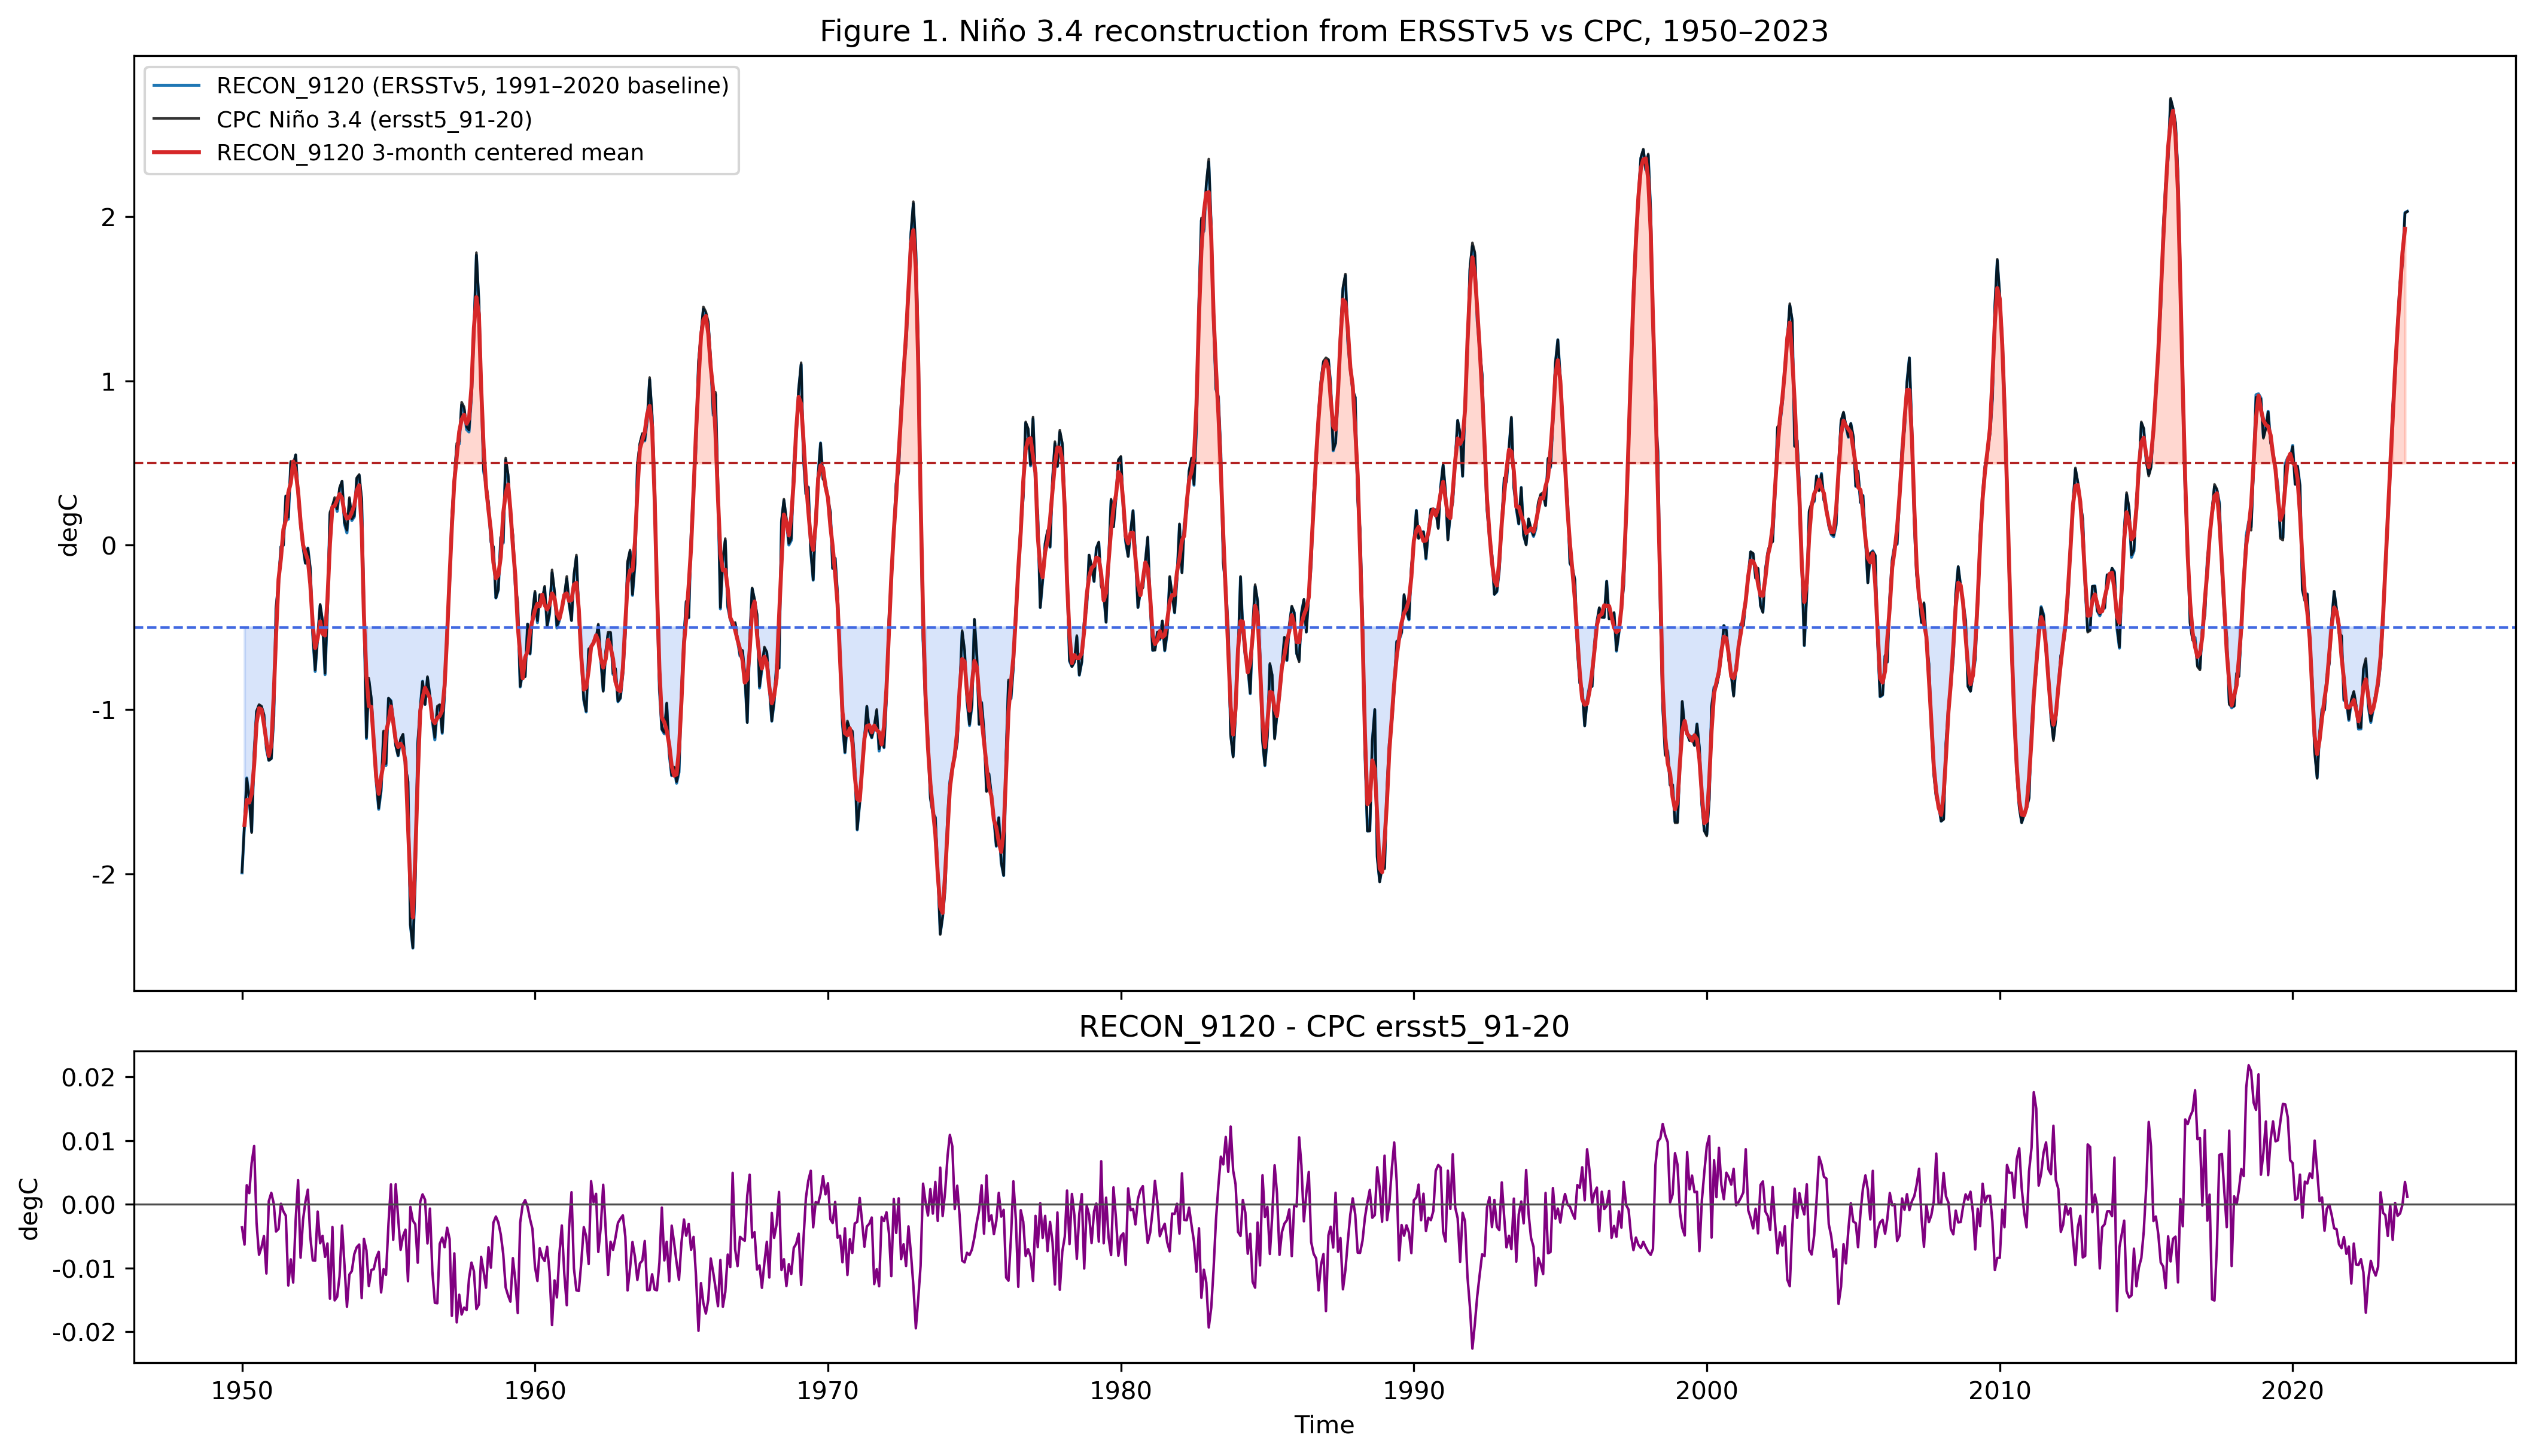 Figure 1. Niño 3.4 reconstruction from ERSSTv5 vs CPC, 1950–2023
RECON_9120 (ERSSTv5, 1991–2020 baseline)
CPC Niño 3.4 (ersst5_91-20)
RECON_9120 3-month centered mean
2
1
0
-1
-2
degC
RECON_9120 - CPC ersst5_91-20
0.02
0.01
0.00
-0.01
-0.02
degC
1950 1960 1970 1980 1990 2000 2010 2020
Time